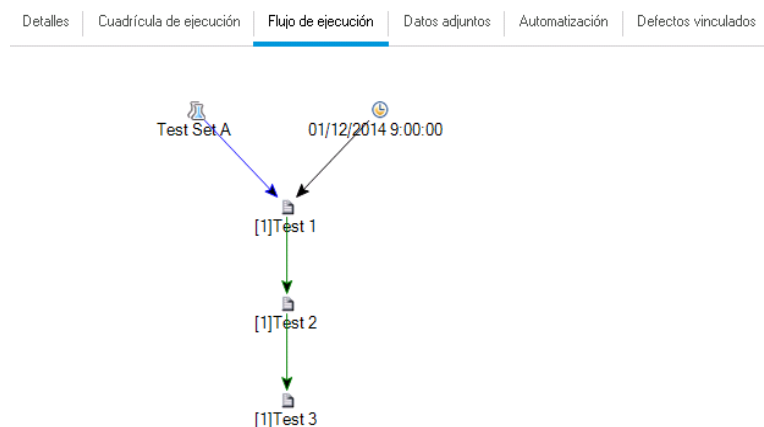 Detalles Cuadrícula de ejecución Flujo de ejecución Datos adjuntos Automatización Defectos vinculados
Test Set A 01/12/2014 9:00:00
[1]Test 1
[1]Test 2
[1]Test 3